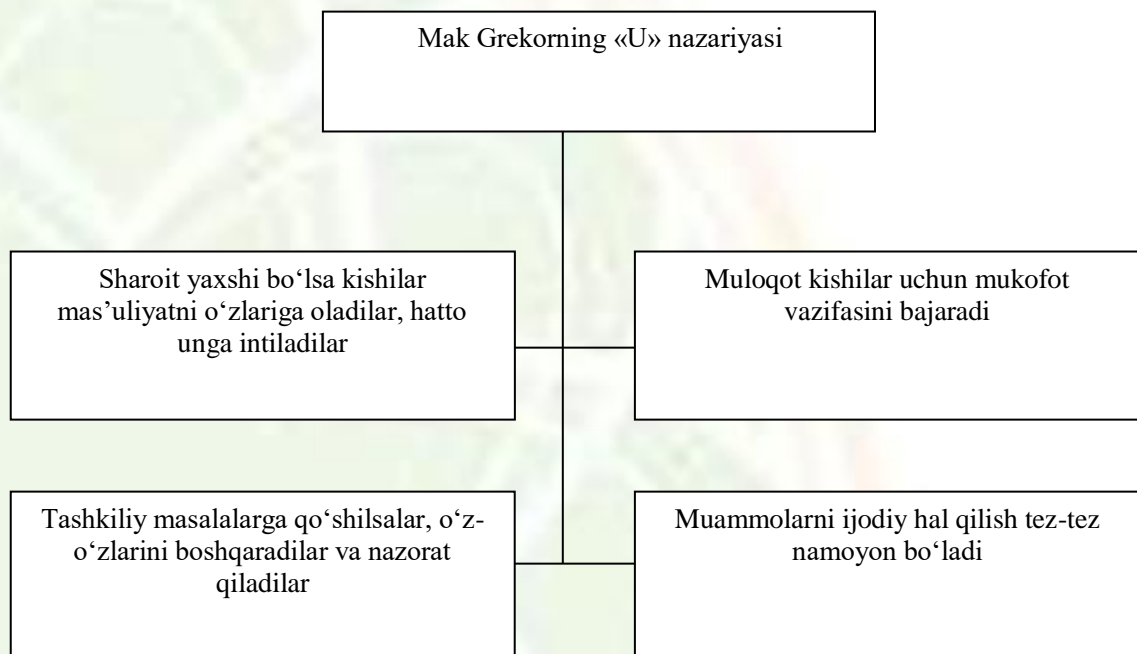 Mak Grekorning «U» nazariyasi
Sharoit yaxshi bo‘lsa kishilar
mas’uliyatni o‘zlariga oladilar, hatto
unga intiladilar
Muloqot kishilar uchun mukofot
vazifasini bajaradi
Tashkiliy masalalarga qo‘shilsalar, o‘z-
o‘zlarini boshqaradilar va nazorat
qiladilar
Muammolarni ijodiy hal qilish tez-tez
namoyon bo‘ladi